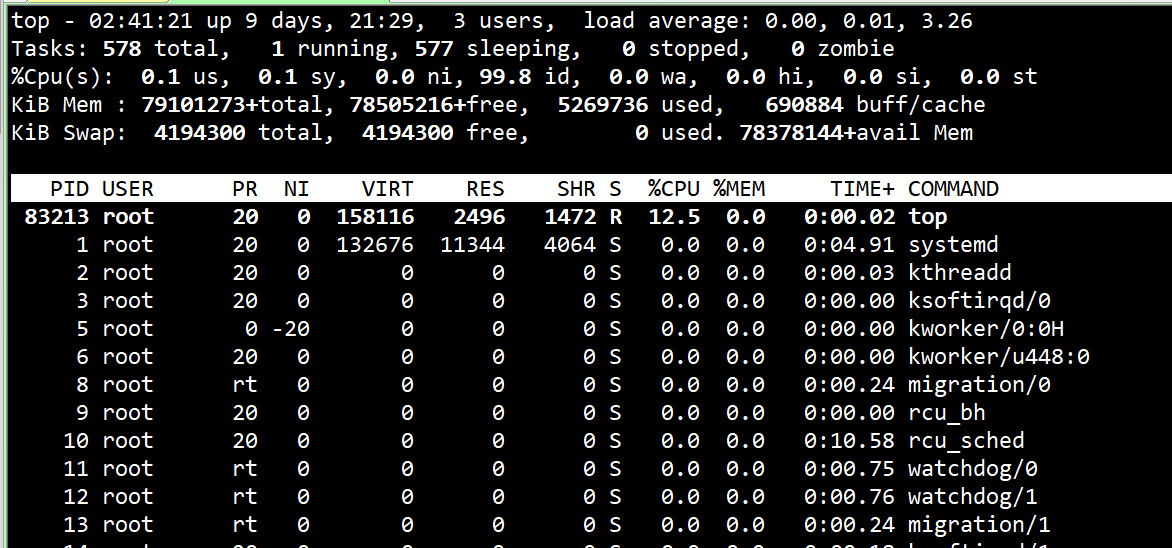 top - 02:41:21 up 9 days, 21:29,  3 users,  load average: 0.00, 0.01, 3.26
Tasks: 578 total,   1 running, 577 sleeping,   0 stopped,   0 zombie
%Cpu(s):  0.1 us,  0.1 sy,  0.0 ni, 99.8 id,  0.0 wa,  0.0 hi,  0.0 si,  0.0 st
KiB Mem : 79101273+total, 78505216+free,  5269736 used,   690884 buff/cache
KiB Swap:  4194300 total,  4194300 free,        0 used. 78378144+avail Mem
PID USER      PR  NI    VIRT    RES    SHR S  %CPU %MEM     TIME+ COMMAND
83213 root      20   0  158116   2496   1472 R  12.5  0.0   0:00.02 top
1 root      20   0  132676  11344   4064 S   0.0  0.0   0:04.91 systemd
2 root      20   0       0      0      0 S   0.0  0.0   0:00.03 kthreadd
3 root      20   0       0      0      0 S   0.0  0.0   0:00.00 ksoftirqd/0
5 root       0 -20       0      0      0 S   0.0  0.0   0:00.00 kworker/0:0H
6 root      20   0       0      0      0 S   0.0  0.0   0:00.00 kworker/u448:0
8 root      rt   0       0      0      0 S   0.0  0.0   0:00.24 migration/0
9 root      20   0       0      0      0 S   0.0  0.0   0:00.00 rcu_bh
10 root      20   0       0      0      0 S   0.0  0.0   0:10.58 rcu_sched
11 root      rt   0       0      0      0 S   0.0  0.0   0:00.75 watchdog/0
12 root      rt   0       0      0      0 S   0.0  0.0   0:00.76 watchdog/1
13 root      rt   0       0      0      0 S   0.0  0.0   0:00.24 migration/1